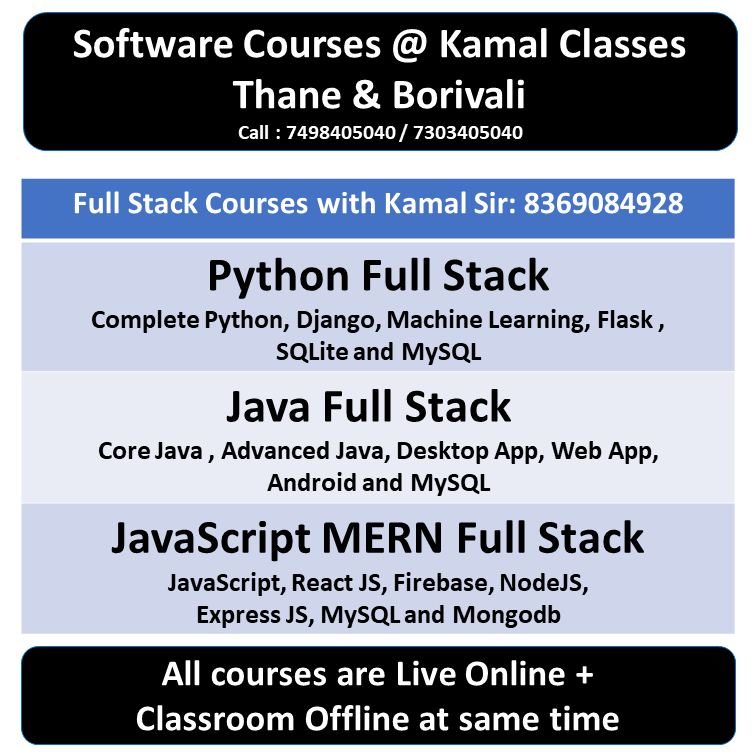 Software Courses @ Kamal Classes
Thane & Borivali
Call : 7498405040 / 7303405040
Full Stack Courses with Kamal Sir: 8369084928
Python Full Stack
Complete Python, Django, Machine Learning, Flask ,
SQLite and MySQL
Java Full Stack
Core Java , Advanced Java, Desktop App, Web App,
Android and MySQL
JavaScript MERN Full Stack
JavaScript, React JS, Firebase, NodeJS,
Express JS, MySQL and Mongodb
All courses are Live Online +
Classroom Offline at same time